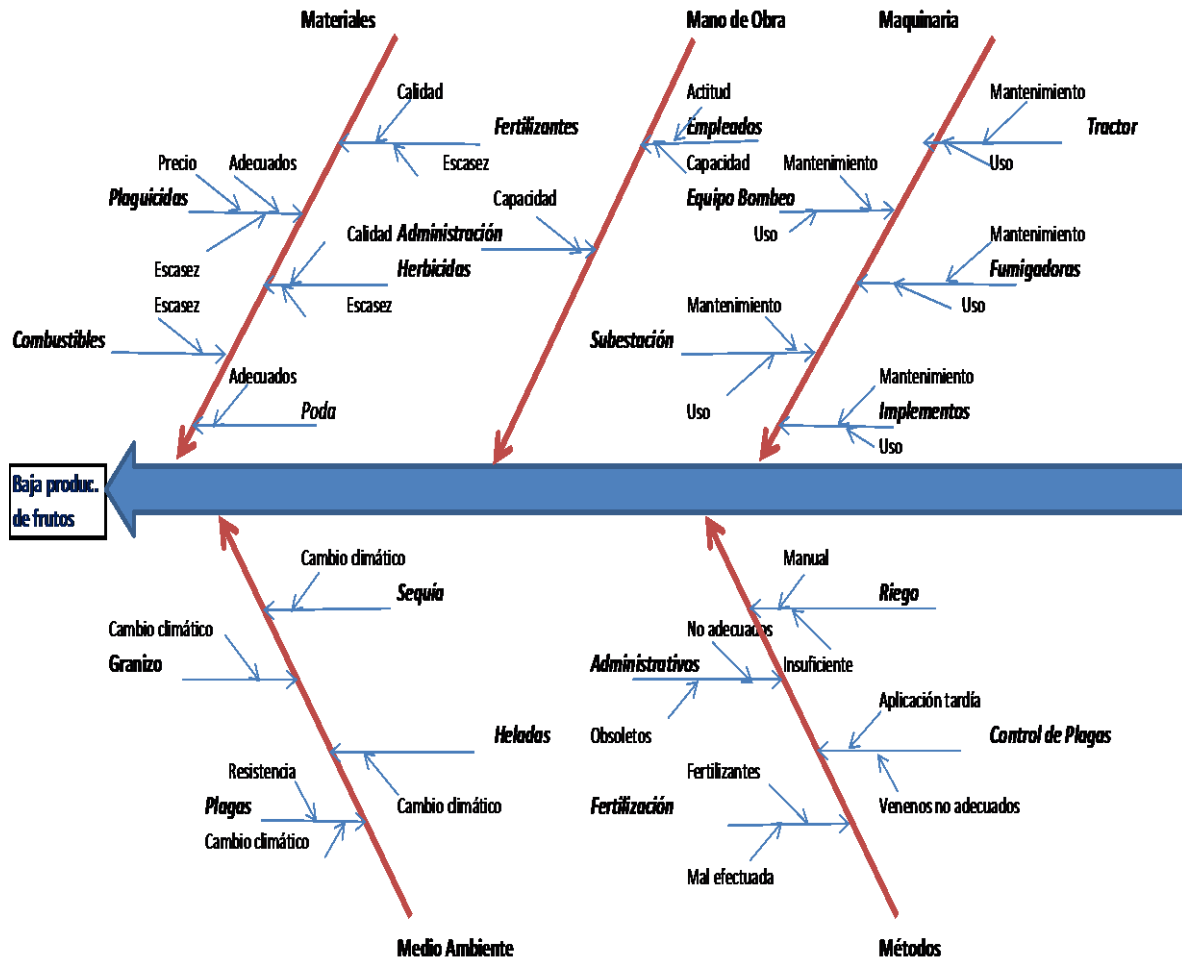 Materiales
Mano de Obra
Maquinaria
Calidad
Fertilizantes
Escasez
Precio
Adecuados
Plaguicidas
Escasez
Calidad
Herbicidas
Escasez
Escasez
Combustibles
Adecuados
Poda
Actitud
Empleados
Capacidad
Capacidad
Administración
Mantenimiento
Tractor
Uso
Mantenimiento
Equipo Bombeo
Uso
Mantenimiento
Fumigadoras
Uso
Mantenimiento
Subestación
Uso
Mantenimiento
Implementos
Uso
Baja produc.
de frutos
Cambio climático
Sequía
Cambio climático
Granizo
Heladas
Cambio climático
Resistencia
Plagas
Cambio climático
Medio Ambiente
Manual
Riego
Insuficiente
No adecuados
Administrativos
Obsoletos
Aplicación tardía
Control de Plagas
Venenos no adecuados
Fertilizantes
Fertilización
Mal efectuada
Métodos